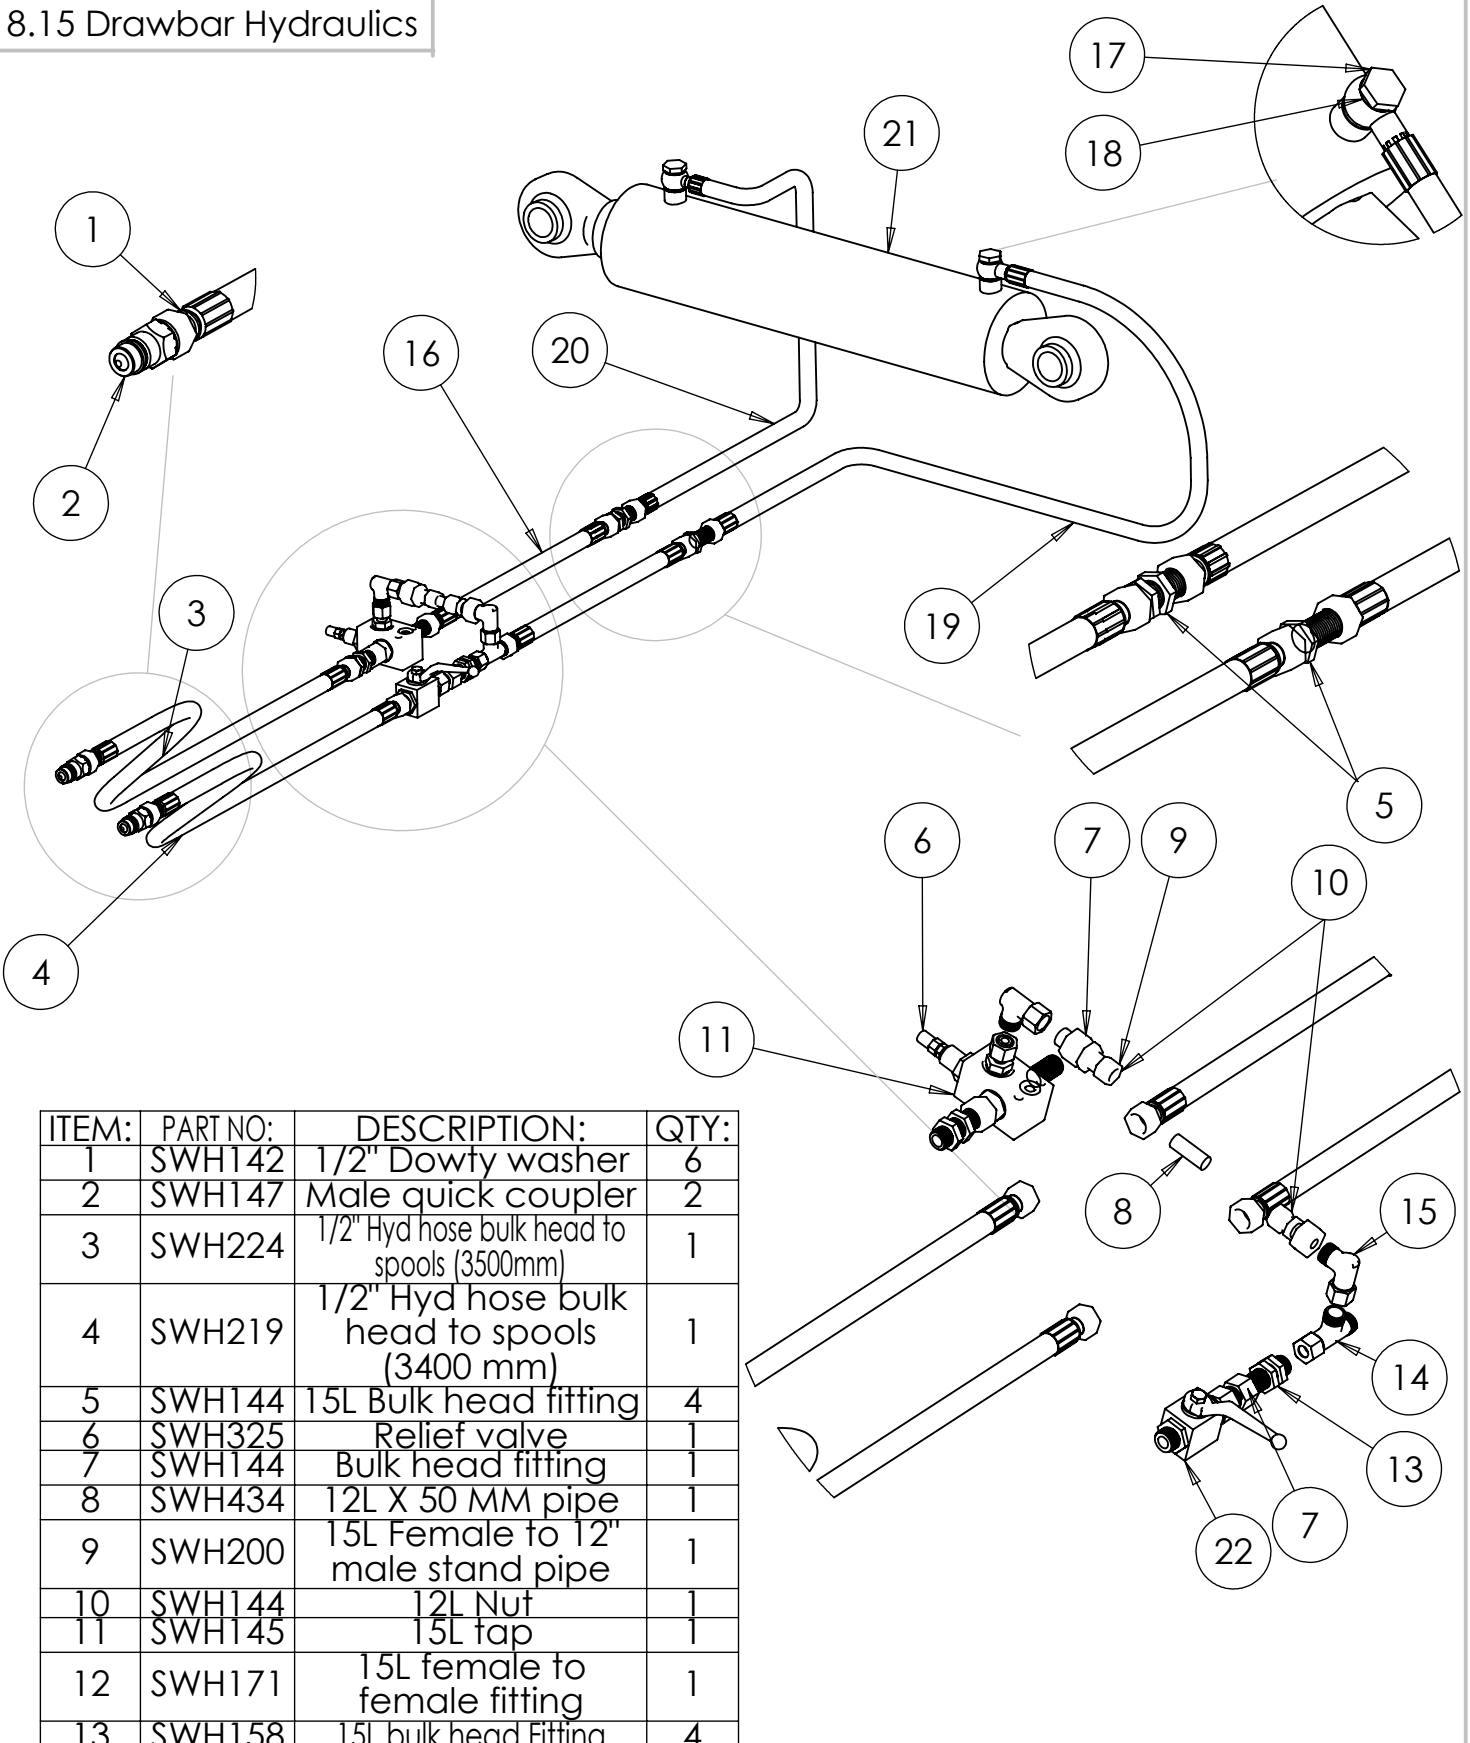 8.15 Drawbar Hydraulics
17
21
18
1
16
20
2
3
19
5
6
7
9
10
4
11
8
15
14
13
7
22
ITEM: PART NO: DESCRIPTION: QTY:
1 SWH142 1/2" Dowty washer 6
2 SWH147 Male quick coupler 2
3 SWH224 1/2" Hyd hose bulk head to
spools (3500mm) 1
4 SWH219 1/2" Hyd hose bulk
head to spools
(3400 mm) 1
5 SWH144 15L Bulk head fitting 4
6 SWH325 Relief valve 1
7 SWH144 Bulk head fitting 1
8 SWH434 12L X 50 MM pipe 1
9 SWH200 15L Female to 12"
male stand pipe 1
10 SWH144 12L Nut 1
11 SWH145 15L tap 1
12 SWH171 15L female to
female fitting 1
13 SWH158 15L bulk head Fitting 4